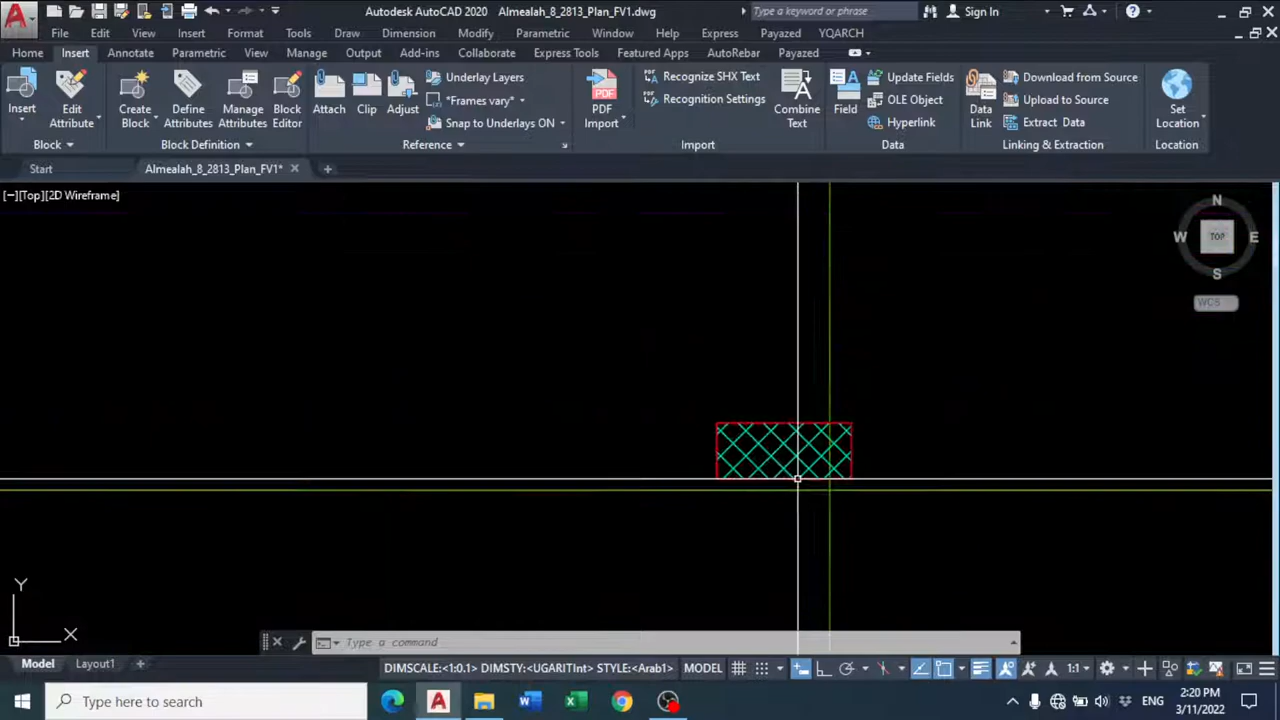 Autodesk AutoCAD 2020 Almealah_8_2813_Plan_FV1.dwg Type a keyword or phrase Sign In
File Edit View Insert Format Tools Draw Dimension Modify Parametric Window Help Express Payazed YQARCH
Home Insert Annotate Parametric View Manage Output Add-ins Collaborate Express Tools Featured Apps AutoRebar Payazed
Insert
Edit
Attribute
Create
Block
Define
Attributes
Manage
Attributes
Block
Editor
Attach
Clip
Adjust
Underlay Layers
*Frames vary*
Snap to Underlays ON
PDF
Import
Recognize SHX Text
Recognition Settings
Combine
Text
Field
Update Fields
OLE Object
Hyperlink
Data
Link
Download from Source
Upload to Source
Extract Data
Set
Location
Block Block Definition Reference Import Data Linking & Extraction Location
Start Almealah_8_2813_Plan_FV1*
[−][Top][2D Wireframe]
N
W TOP E
S
WCS
Y
X
Type a command
Model Layout1 DIMSCALE:<1:0.1> DIMSTY:<UGARITInt> STYLE:<Arab1> MODEL 1:1
Type here to search
ENG
2:20 PM
3/11/2022